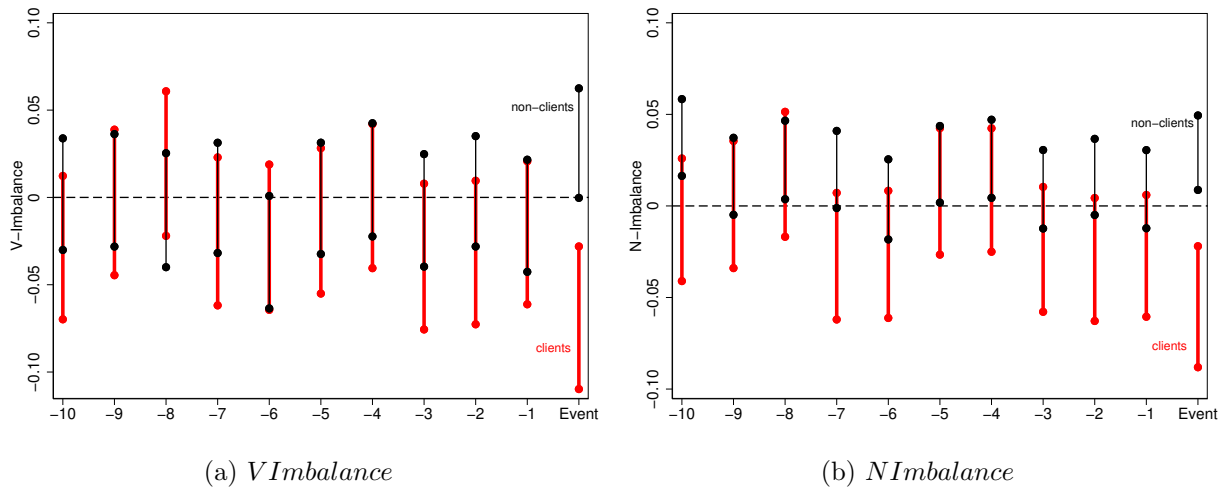 0.10
0.05
0
−0.05
−0.10
V−Imbalance
non−clients
clients
−10 −9 −8 −7 −6 −5 −4 −3 −2 −1 Event
(a) VImbalance
0.10
0.05
0
−0.05
−0.10
N−Imbalance
non−clients
clients
−10 −9 −8 −7 −6 −5 −4 −3 −2 −1 Event
(b) NImbalance